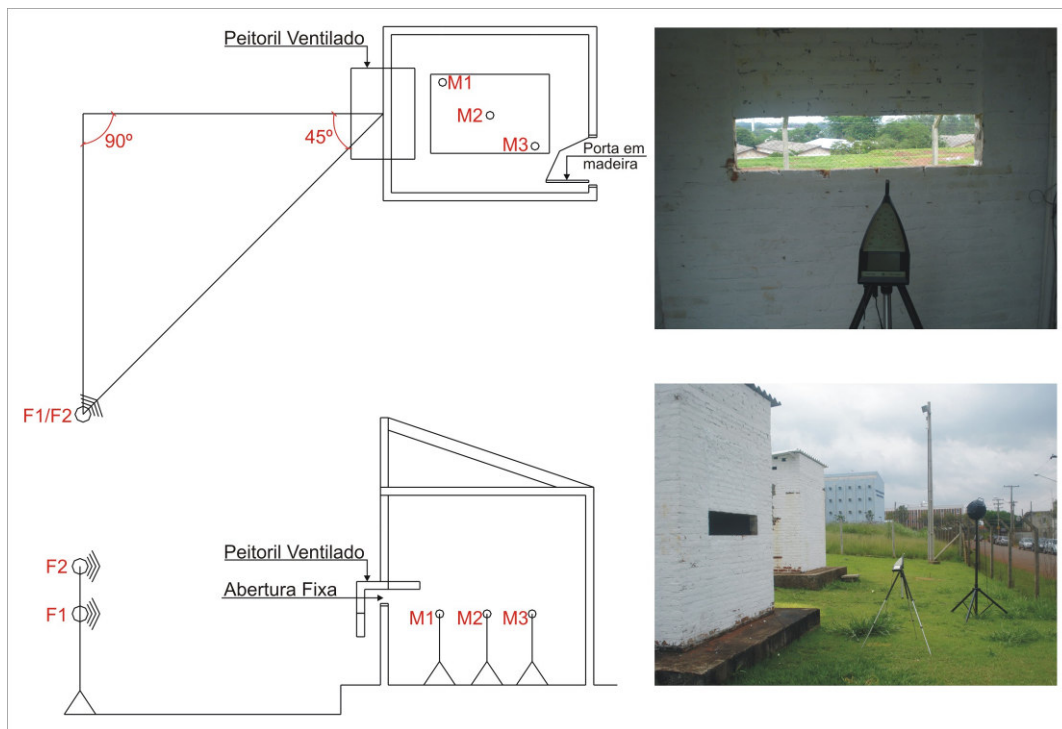 Peitoril Ventilado
M1
M2
M3
90º
45º
Porta em
madeira
F1/F2
Peitoril Ventilado
Abertura Fixa
F2
F1
M1
M2
M3